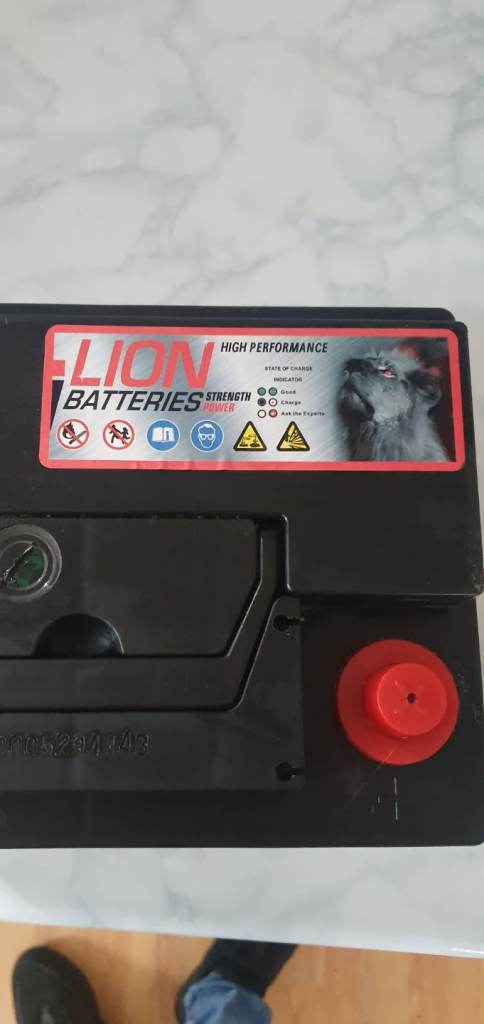 LION
BATTERIES
STRENGTH
POWER
HIGH PERFORMANCE
STATE OF CHARGE
INDICATOR
Good
Charge
Ask the Experts